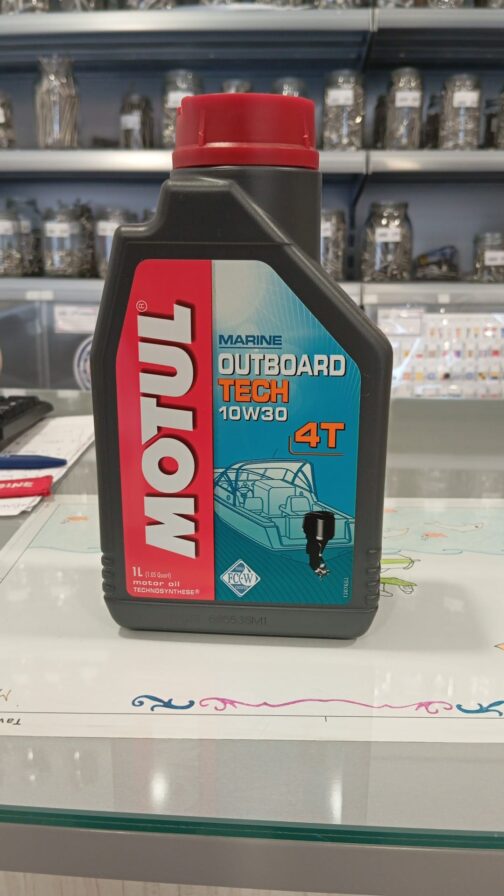 MOTUL®
MARINE
OUTBOARD
TECH
10W30
4T
1L (1.05 Quart)
motor oil
TECHNOSYNTHESE®
FC-W